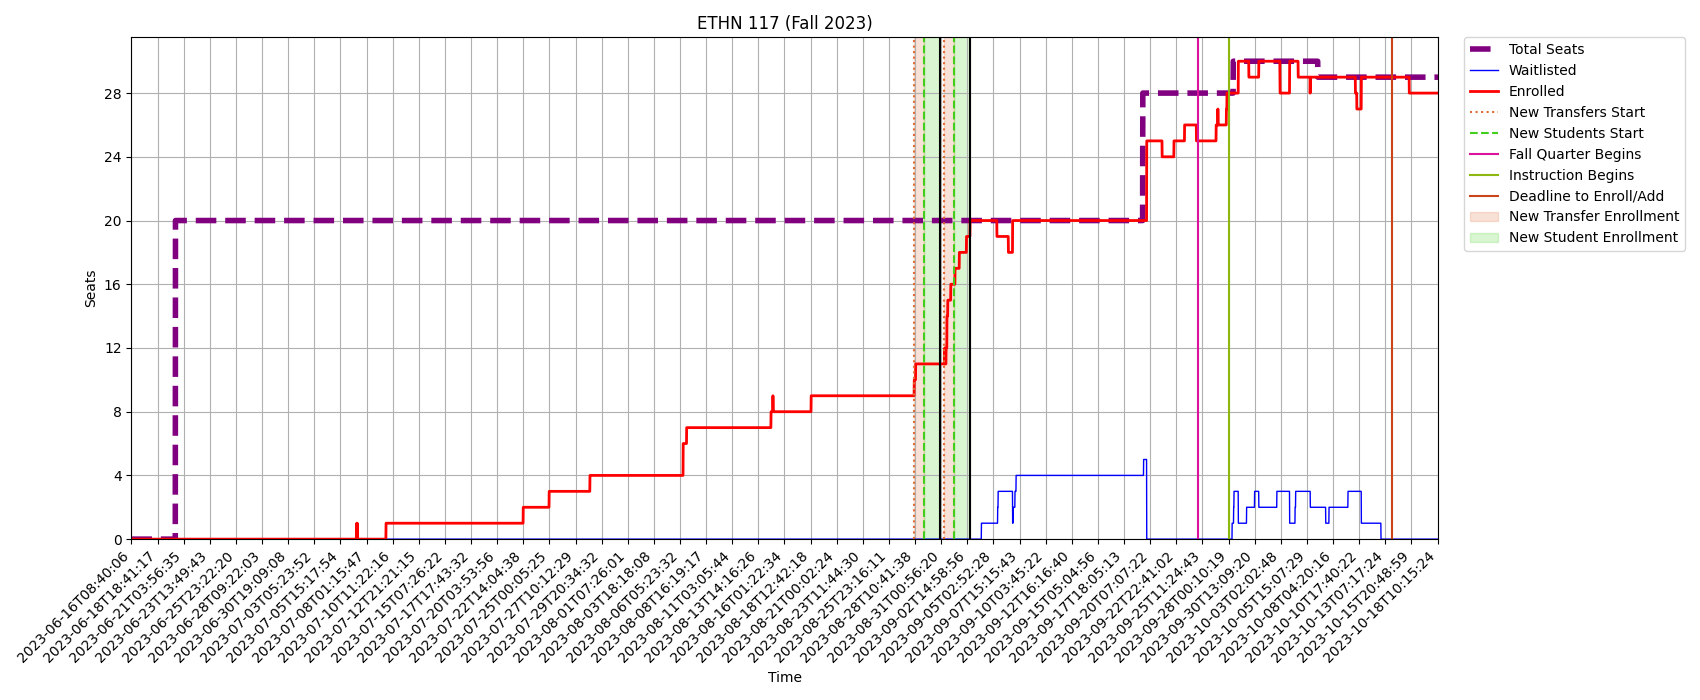 ETHN 117 (Fall 2023)
Total Seats
Waitlisted
Enrolled
New Transfers Start
New Students Start
Fall Quarter Begins
Instruction Begins
Deadline to Enroll/Add
New Transfer Enrollment
New Student Enrollment
Seats
28
24
20
16
12
8
4
0
2023-06-16T08:40:06
2023-06-18T18:41:17
2023-06-21T03:56:35
2023-06-23T13:49:43
2023-06-25T23:22:20
2023-06-28T09:22:03
2023-06-30T19:09:08
2023-07-03T05:23:52
2023-07-05T15:17:54
2023-07-08T01:15:47
2023-07-10T11:22:16
2023-07-12T21:21:15
2023-07-15T07:26:22
2023-07-17T17:43:32
2023-07-20T03:53:56
2023-07-22T14:04:38
2023-07-25T00:05:25
2023-07-27T10:12:29
2023-07-29T20:34:32
2023-08-01T07:26:01
2023-08-03T18:18:09
2023-08-06T05:23:32
2023-08-08T16:19:17
2023-08-11T03:05:44
2023-08-13T14:16:26
2023-08-16T01:22:34
2023-08-18T12:42:18
2023-08-21T00:02:24
2023-08-23T11:44:30
2023-08-25T23:16:11
2023-08-28T10:41:38
2023-08-31T00:56:20
2023-09-02T14:58:56
2023-09-05T02:52:28
2023-09-07T15:15:43
2023-09-10T03:45:22
2023-09-12T16:16:40
2023-09-15T05:04:56
2023-09-17T18:05:13
2023-09-20T07:07:22
2023-09-22T22:41:02
2023-09-25T11:24:43
2023-09-28T00:10:19
2023-09-30T13:09:20
2023-10-03T02:02:48
2023-10-05T15:07:29
2023-10-08T04:20:16
2023-10-10T17:40:22
2023-10-13T07:17:24
2023-10-15T20:48:59
2023-10-18T10:15:24
Time